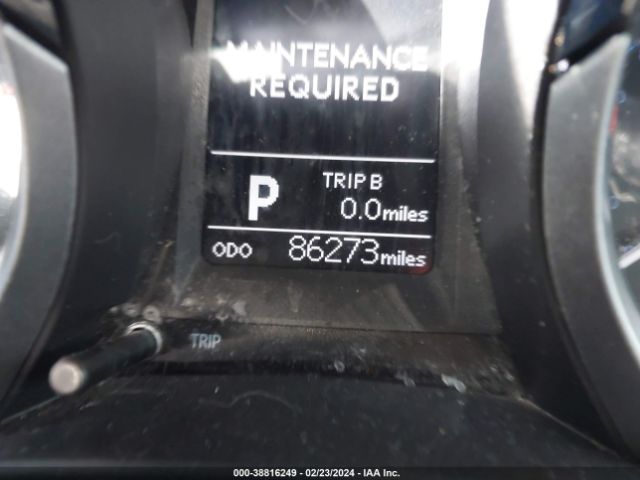 MAINTENANCE
REQUIRED
P
TRIP B
0.0 miles
ODO 86273 miles
TRIP
000-38816249 - 02/23/2024 - IAA Inc.